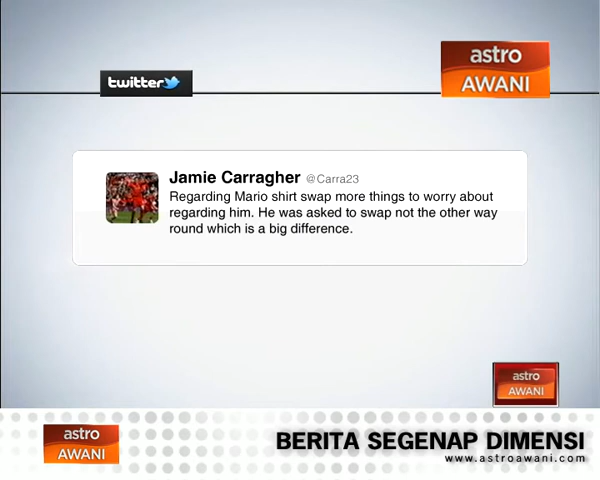 twitter
astro
AWANI
Jamie Carragher @Carra23
Regarding Mario shirt swap more things to worry about
regarding him. He was asked to swap not the other way
round which is a big difference.
astro
AWANI
astro
AWANI
BERITA SEGENAP DIMENSI
www.astroawani.com